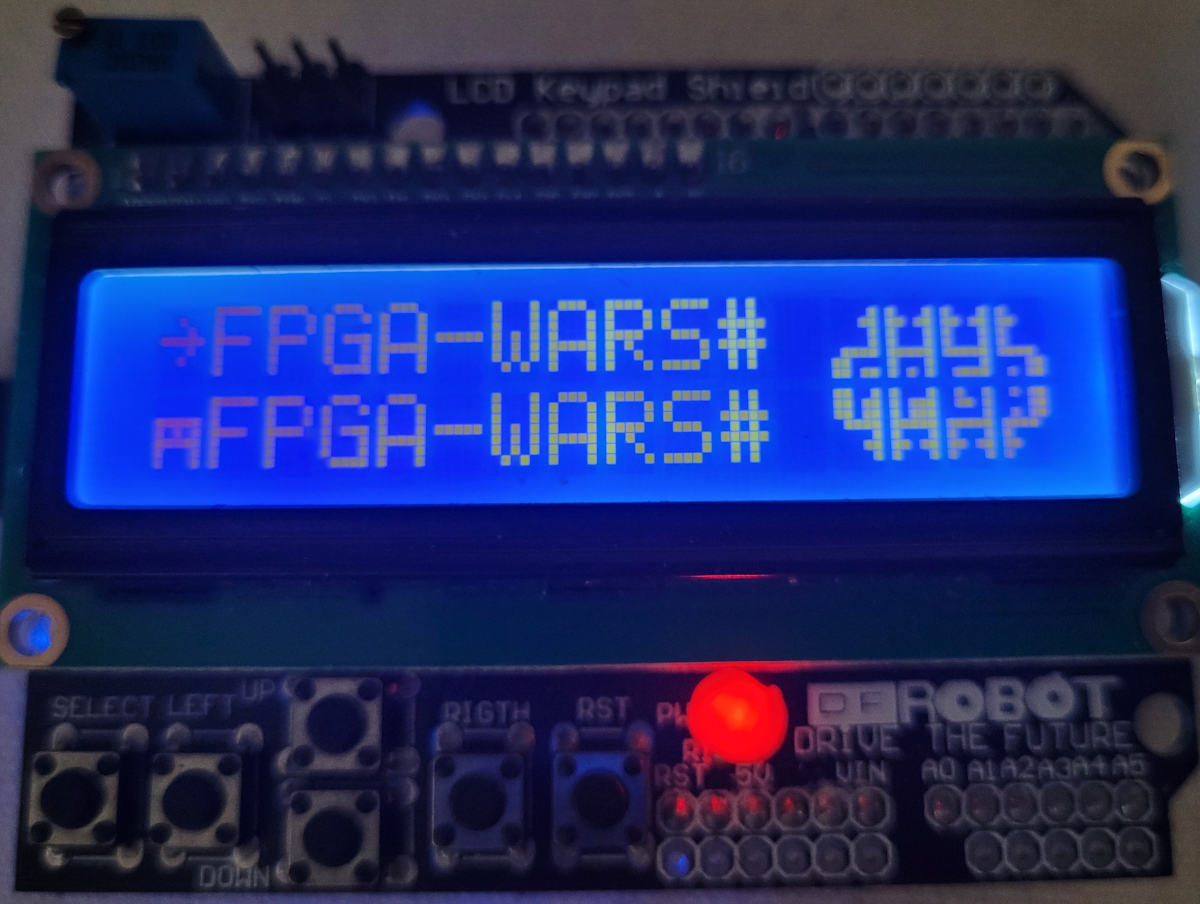 LCD Keypad Shield
16
→FPGA-WARS#
FPGA-WARS#
SELECT LEFT UP RIGTH RST
DFROBOT
DRIVE THE FUTURE
RST 5V VIN A0 A1 A2 A3 A4 A5
DOWN